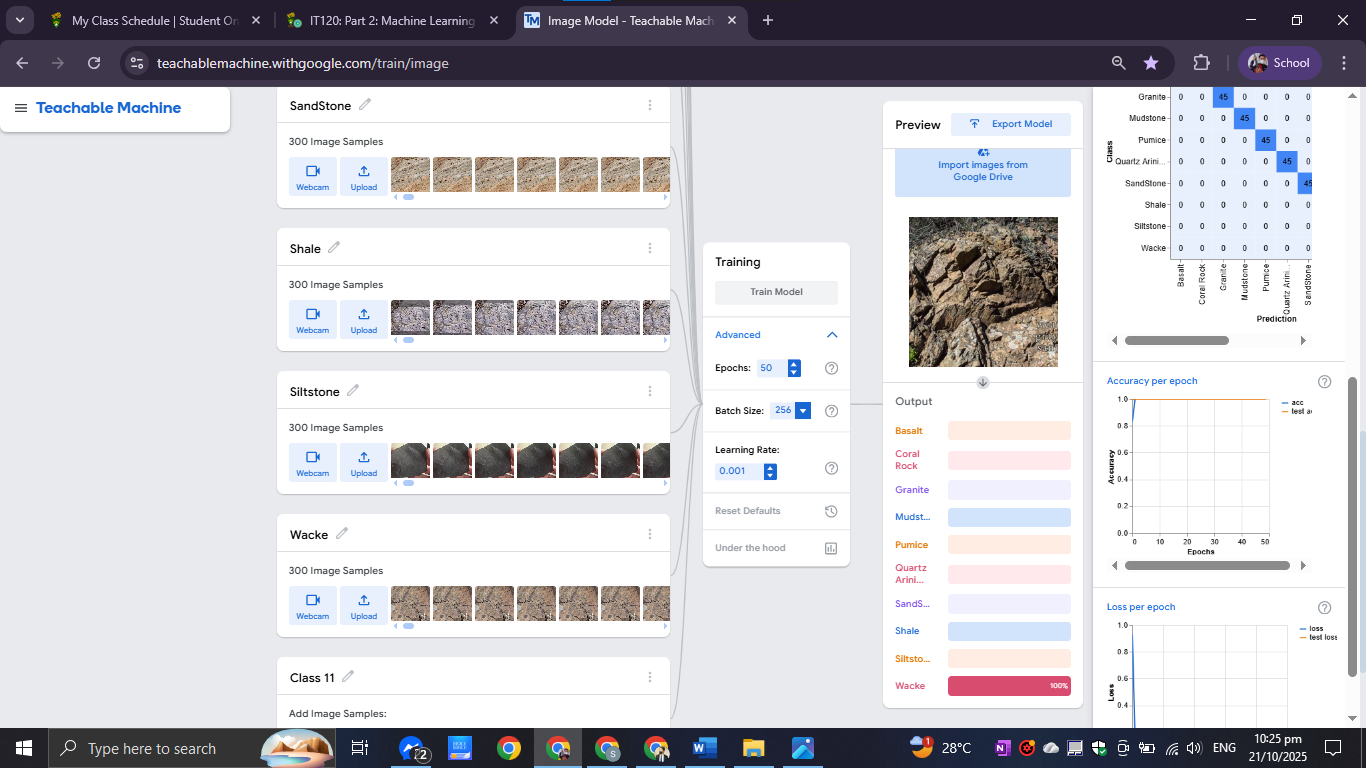 My Class Schedule | Student On
IT120: Part 2: Machine Learning
Image Model - Teachable Mach
teachablemachine.withgoogle.com/train/image
School
Teachable Machine
SandStone
300 Image Samples
Webcam
Upload
Shale
300 Image Samples
Webcam
Upload
Siltstone
300 Image Samples
Webcam
Upload
Wacke
300 Image Samples
Webcam
Upload
Class 11
Add Image Samples:
Training
Train Model
Advanced
Epochs: 50
Batch Size: 256
Learning Rate:
0.001
Reset Defaults
Under the hood
Preview
Export Model
Import images from
Google Drive
Output
Basalt
Coral
Rock
Granite
Mudst...
Pumice
Quartz
Arini...
SandS...
Shale
Siltsto...
Wacke 100%
Class
Granite 0 0 45 0 0 0 0
Mudstone 0 0 0 45 0 0 0
Pumice 0 0 0 0 45 0 0
Quartz Arini... 0 0 0 0 0 45 0
SandStone 0 0 0 0 0 0 45
Shale 0 0 0 0 0 0 0
Siltstone 0 0 0 0 0 0 0
Wacke 0 0 0 0 0 0 0
Basalt
Coral Rock
Granite
Mudstone
Pumice
Quartz Arini...
SandStone
Prediction
Accuracy per epoch
1.0
0.8
0.6
0.4
0.2
0.0
Accuracy
0 10 20 30 40 50
Epochs
acc
test a
Loss per epoch
1.0
0.8
0.6
0.4
Loss
loss
test loss
Type here to search
2
1
28°C
ENG
10:25 pm
21/10/2025